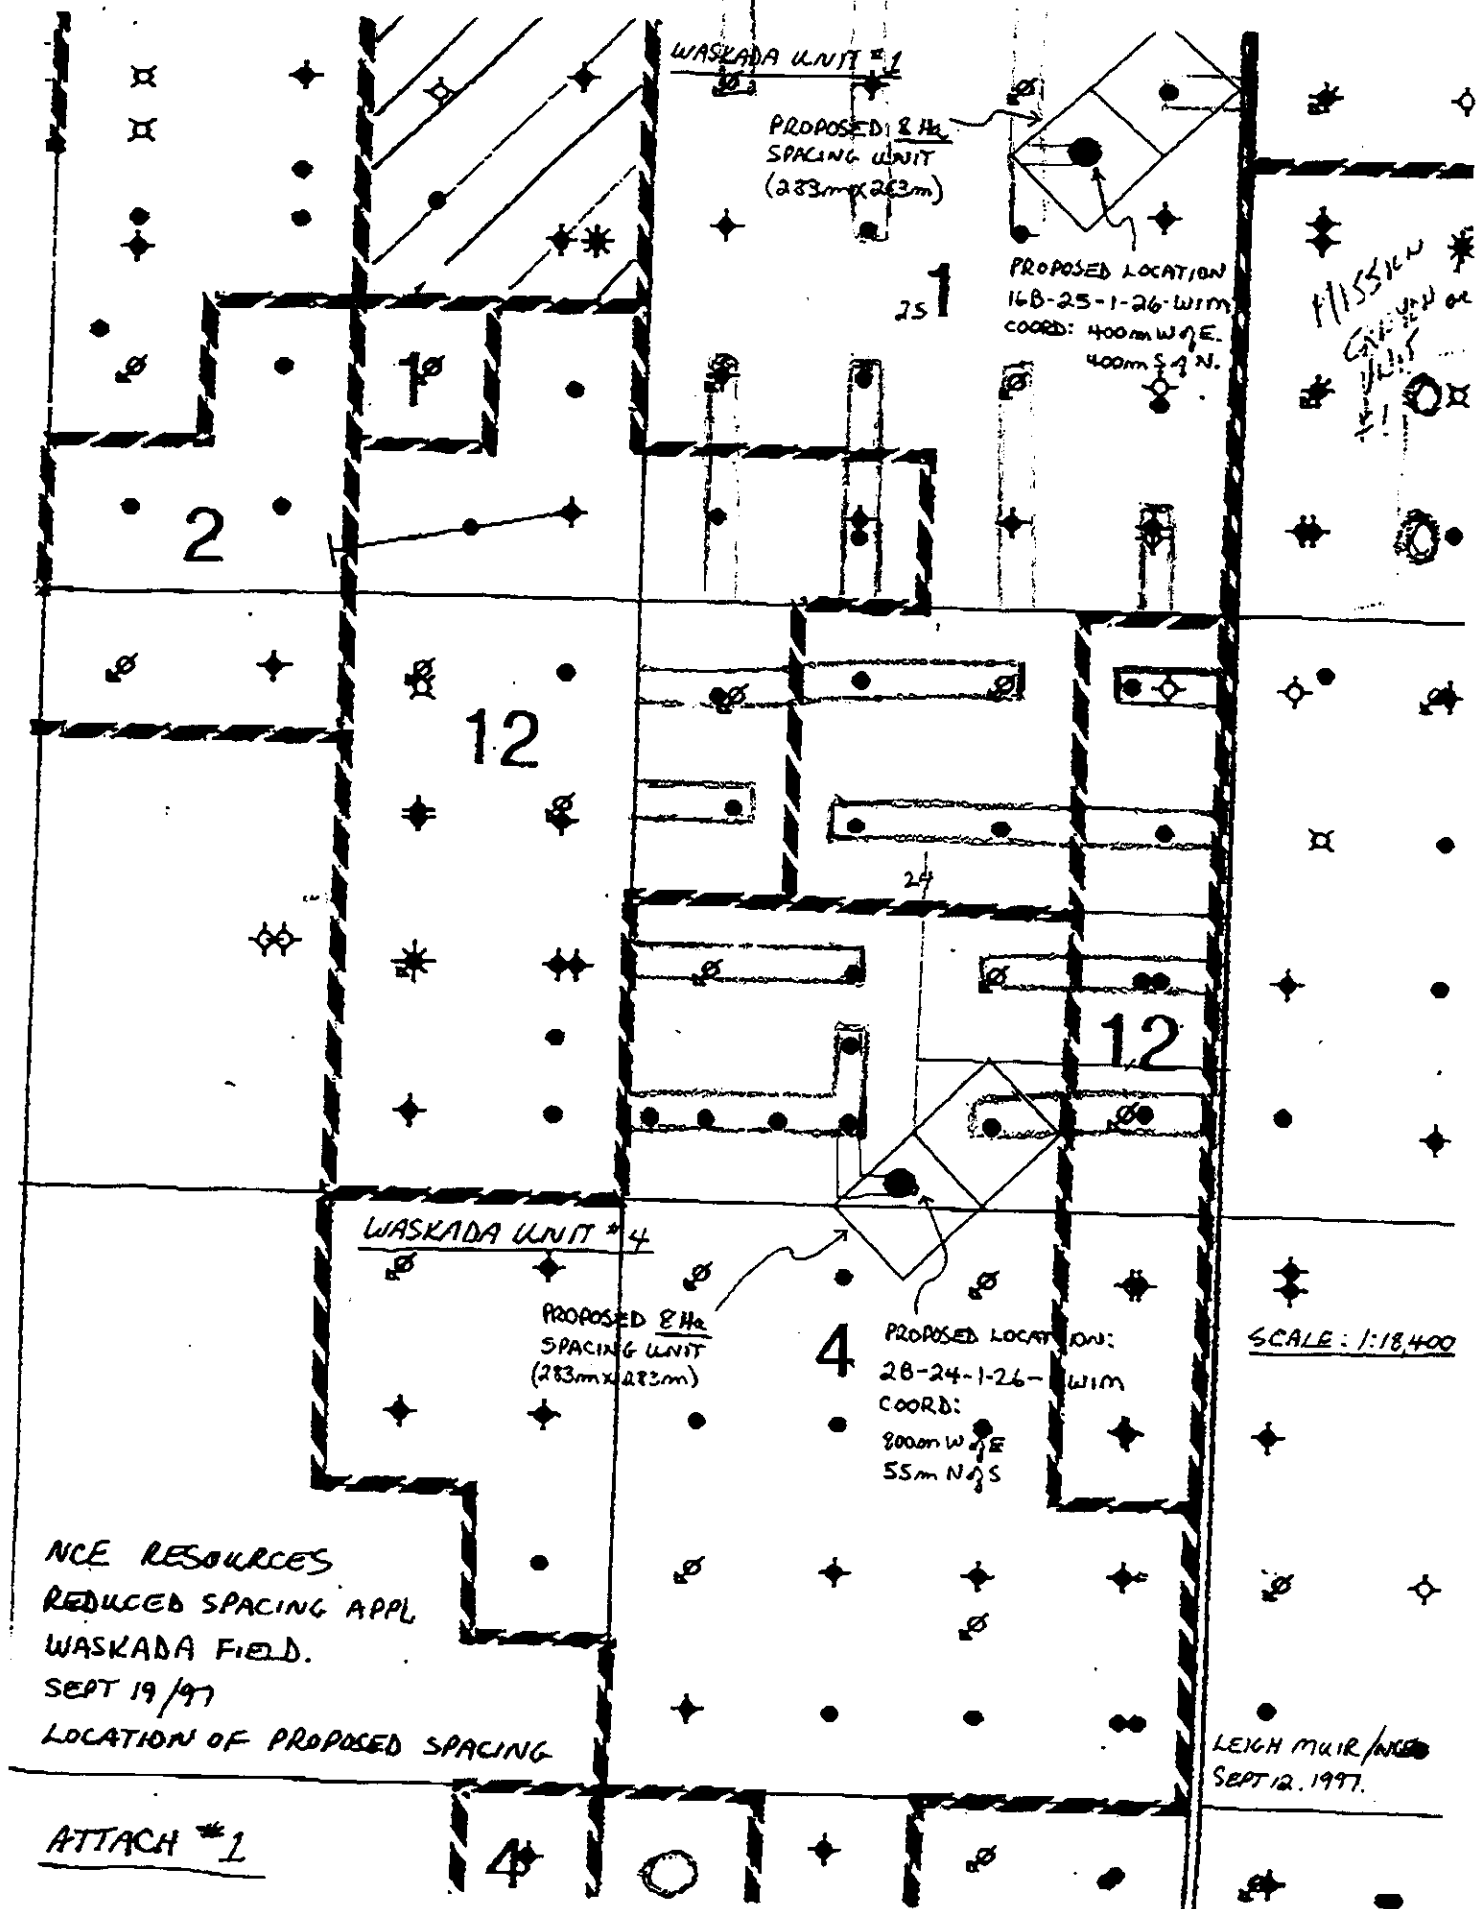 WASKADA UNIT #1
PROPOSED 8 Ha
SPACING UNIT
(283m x 283m)
PROPOSED LOCATION
16B-25-1-26-W1M
COORD: 400m W of E.
400m S of N.
25
1
1
2
12
24
12
WASKADA UNIT #4
PROPOSED 8 Ha
SPACING UNIT
(283m x 283m)
4
PROPOSED LOCATION:
2B-24-1-26-W1M
COORD:
800m W of E
55m N of S
SCALE: 1:18,400
NCE RESOURCES
REDUCED SPACING APPL
WASKADA FIELD.
SEPT 19/97
LOCATION OF PROPOSED SPACING
LEIGH MUIR/NCE
SEPT 12. 1997.
ATTACH #1
4